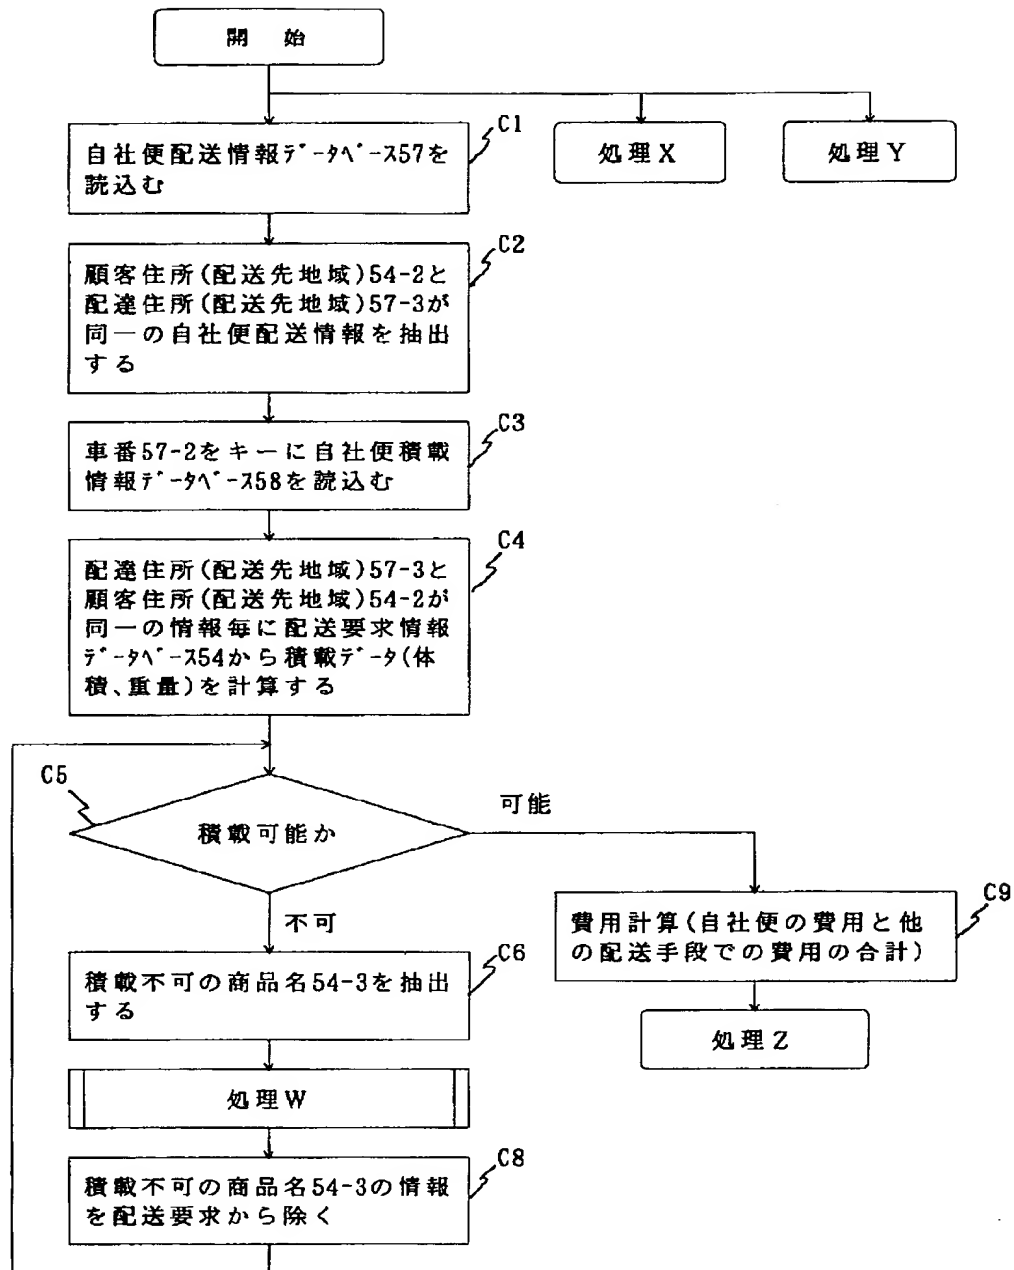 開　始
C1
自社便配送情報ﾃﾞｰﾀﾍﾞｰｽ57を
読込む
処理X
処理Y
C2
顧客住所(配送先地域)54-2と
配達住所(配送先地域)57-3が
同一の自社便配送情報を抽出
する
C3
車番57-2をキーに自社便積載
情報ﾃﾞｰﾀﾍﾞｰｽ58を読込む
C4
配達住所(配送先地域)57-3と
顧客住所(配送先地域)54-2が
同一の情報毎に配送要求情報
ﾃﾞｰﾀﾍﾞｰｽ54から積載データ(体
積、重量)を計算する
C5
積載可能か
可能
不可
C9
費用計算(自社便の費用と他
の配送手段での費用の合計)
C6
積載不可の商品名54-3を抽出
する
処理Z
処理W
C8
積載不可の商品名54-3の情報
を配送要求から除く